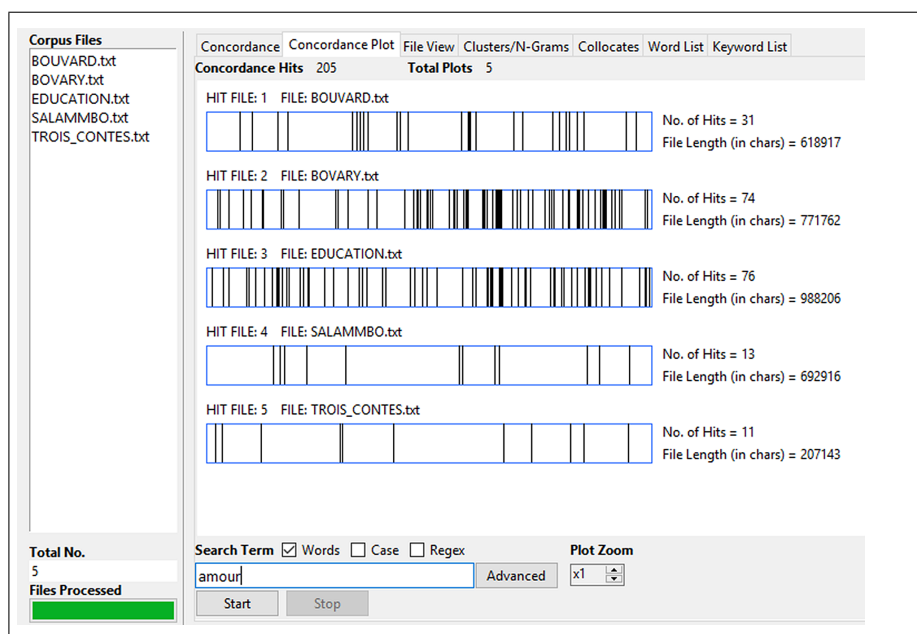 Corpus Files
BOUVARD.txt
BOVARY.txt
EDUCATION.txt
SALAMMBO.txt
TROIS_CONTES.txt
Total No.
5
Files Processed
Concordance Concordance Plot File View Clusters/N-Grams Collocates Word List Keyword List
Concordance Hits 205 Total Plots 5
HIT FILE: 1 FILE: BOUVARD.txt
No. of Hits = 31
File Length (in chars) = 618917
HIT FILE: 2 FILE: BOVARY.txt
No. of Hits = 74
File Length (in chars) = 771762
HIT FILE: 3 FILE: EDUCATION.txt
No. of Hits = 76
File Length (in chars) = 988206
HIT FILE: 4 FILE: SALAMMBO.txt
No. of Hits = 13
File Length (in chars) = 692916
HIT FILE: 5 FILE: TROIS_CONTES.txt
No. of Hits = 11
File Length (in chars) = 207143
Search Term Words Case Regex Plot Zoom
amour Advanced x1
Start Stop